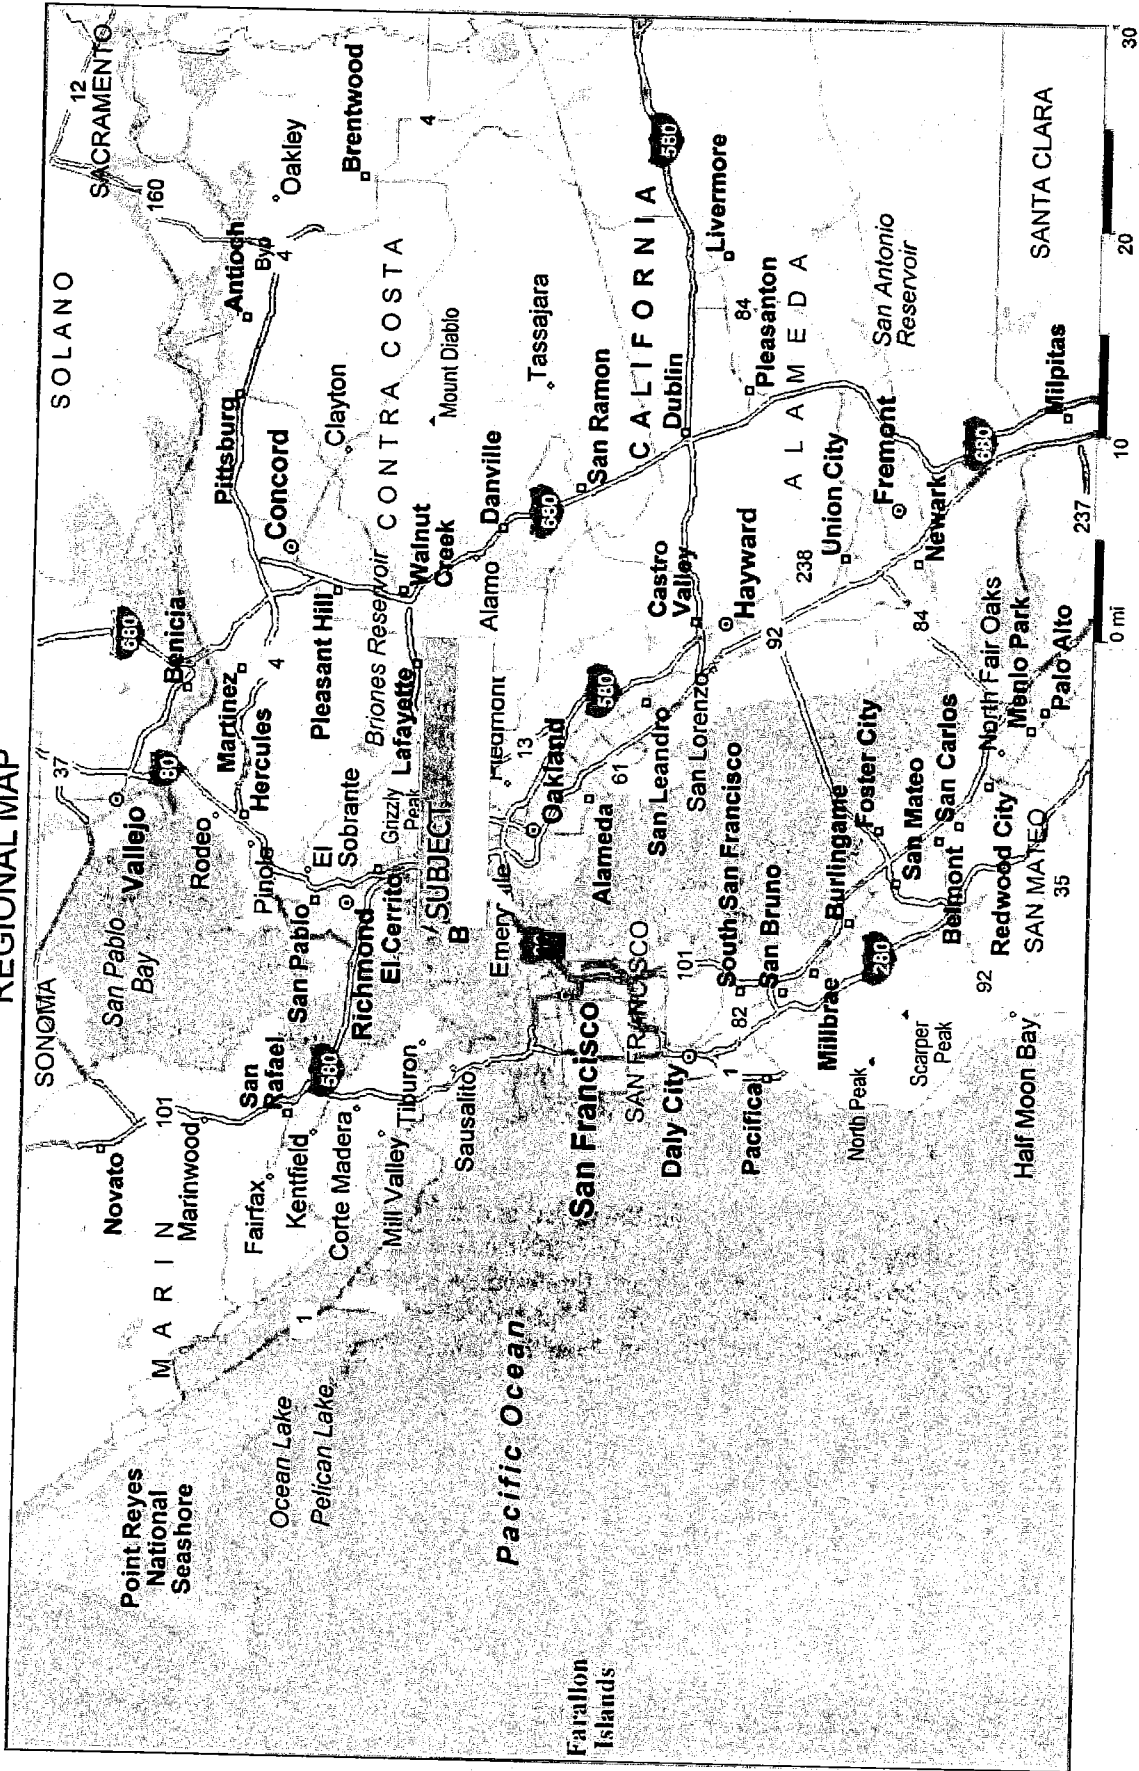 REGIONAL MAP
SONOMA
SOLANO
12
SACRAMENTO
37
680
160
Novato
San Pablo
Bay
Vallejo
80
Benicia
Antioch
Byp
4
Oakley
101
Marinwood
Rodeo
Martinez
Hercules
4
Pittsburg
Concord
Brentwood
MARIN
San
Rafael
Pinole
Fairfax
Kentfield
580
San Pablo
El
Sobrante
Pleasant Hill
Clayton
4
Point Reyes
National
Seashore
Corte Madera
Richmond
Briones Reservoir
CONTRA COSTA
Ocean Lake
Pelican Lake
1
Mill Valley
Tiburon
El Cerrito
Grizzly
Peak
Lafayette
Walnut
Creek
Mount Diablo
SUBJECT
B
Sausalito
Alamo
Danville
Emery
Piedmont
680
Tassajara
Pacific Ocean
13
Oakland
San Ramon
CALIFORNIA
580
San Francisco
SAN FRANCISCO
Alameda
61
580
San Leandro
Castro
Valley
Dublin
Livermore
Daly City
101
San Lorenzo
Hayward
84
Pleasanton
1
82
South San Francisco
San Bruno
92
238
ALAMEDA
Pacifica
Millbrae
Burlingame
Foster City
Union City
Fremont
San Antonio
Reservoir
North Peak
280
San Mateo
84
Newark
Scarper
Peak
Belmont
San Carlos
680
92
Redwood City
North Fair Oaks
Menlo Park
Half Moon Bay
SAN MATEO
35
Palo Alto
237
Milpitas
SANTA CLARA
Farallon
Islands
0 mi
10
20
30